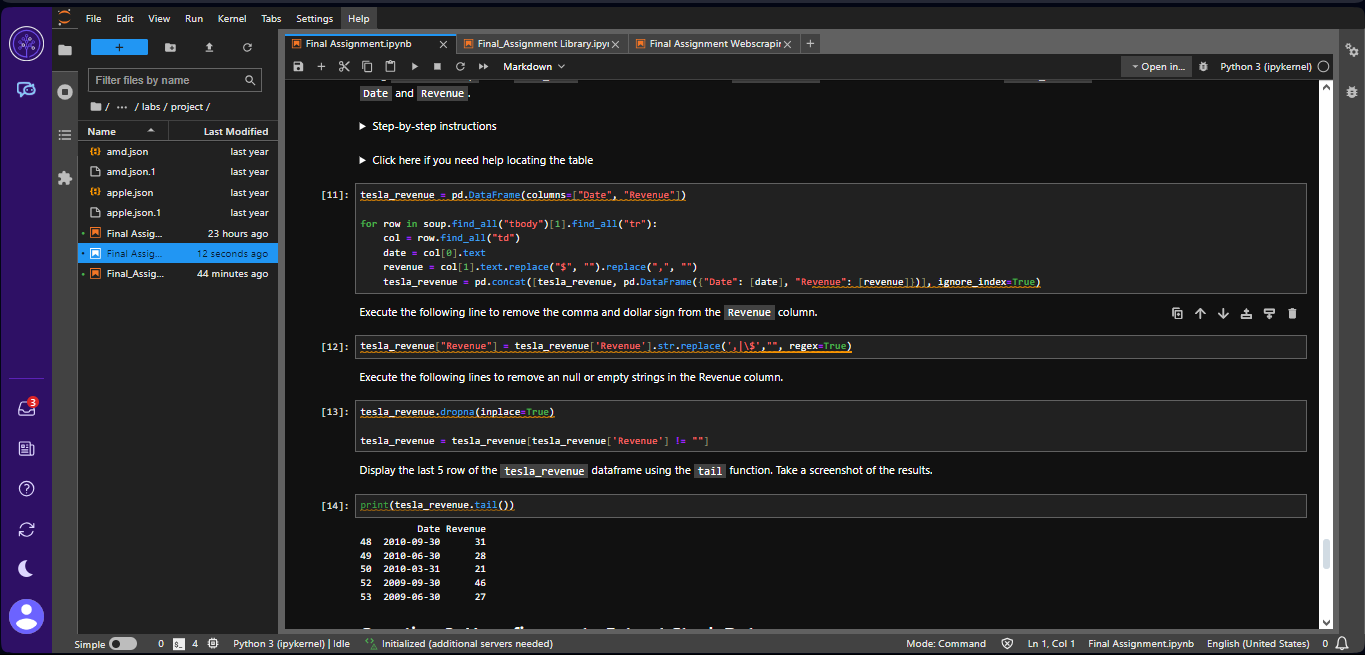 File Edit View Run Kernel Tabs Settings Help
+
Filter files by name
/ ··· / labs / project /
Name Last Modified
amd.json last year
amd.json.1 last year
apple.json last year
apple.json.1 last year
Final Assig... 23 hours ago
Final Assig... 12 seconds ago
Final_Assig... 44 minutes ago
3
Final Assignment.ipynb
Final_Assignment Library.ipyn
Final Assignment Webscrapin
+
Markdown
Open in...
Python 3 (ipykernel)
Date and Revenue.
Step-by-step instructions
Click here if you need help locating the table
[11]: tesla_revenue = pd.DataFrame(columns=["Date", "Revenue"])
for row in soup.find_all("tbody")[1].find_all("tr"):
col = row.find_all("td")
date = col[0].text
revenue = col[1].text.replace("$", "").replace(",", "")
tesla_revenue = pd.concat([tesla_revenue, pd.DataFrame({"Date": [date], "Revenue": [revenue]})], ignore_index=True)
Execute the following line to remove the comma and dollar sign from the Revenue column.
[12]: tesla_revenue["Revenue"] = tesla_revenue['Revenue'].str.replace(',|\$',"", regex=True)
Execute the following lines to remove an null or empty strings in the Revenue column.
[13]: tesla_revenue.dropna(inplace=True)
tesla_revenue = tesla_revenue[tesla_revenue['Revenue'] != ""]
Display the last 5 row of the tesla_revenue dataframe using the tail function. Take a screenshot of the results.
[14]: print(tesla_revenue.tail())
Date Revenue
48 2010-09-30 31
49 2010-06-30 28
50 2010-03-31 21
52 2009-09-30 46
53 2009-06-30 27
Simple 0 4 Python 3 (ipykernel) | Idle Initialized (additional servers needed) Mode: Command Ln 1, Col 1 Final Assignment.ipynb English (United States) 0